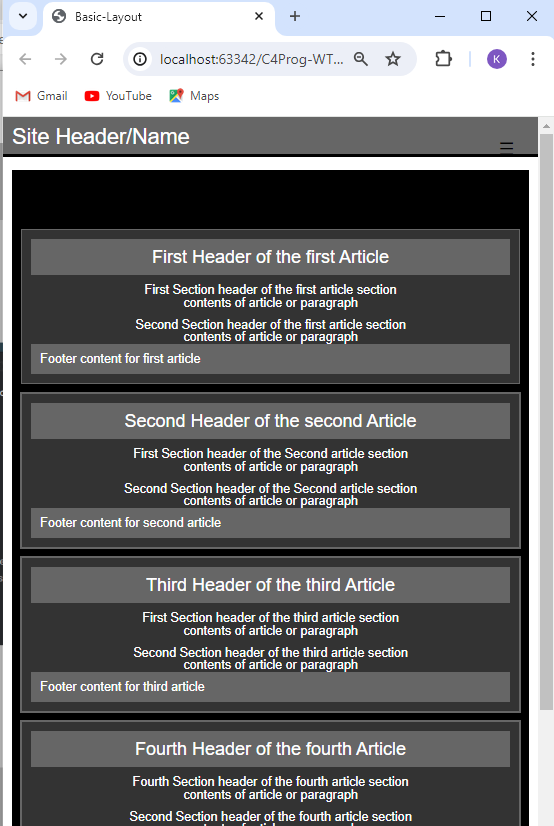 Basic-Layout
localhost:63342/C4Prog-WT...
K
Gmail
YouTube
Maps
Site Header/Name
First Header of the first Article
First Section header of the first article section
contents of article or paragraph
Second Section header of the first article section
contents of article or paragraph
Footer content for first article
Second Header of the second Article
First Section header of the Second article section
contents of article or paragraph
Second Section header of the Second article section
contents of article or paragraph
Footer content for second article
Third Header of the third Article
First Section header of the third article section
contents of article or paragraph
Second Section header of the third article section
contents of article or paragraph
Footer content for third article
Fourth Header of the fourth Article
Fourth Section header of the fourth article section
contents of article or paragraph
Second Section header of the fourth article section